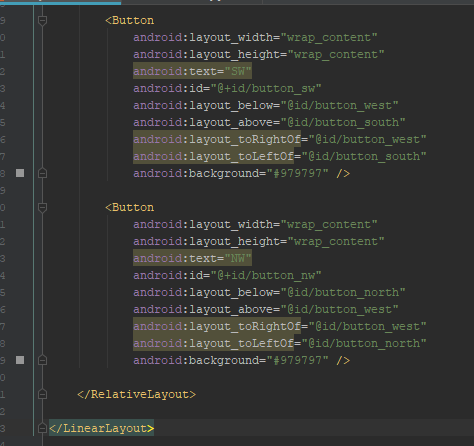 <Button
android:layout_width="wrap_content"
android:layout_height="wrap_content"
android:text="SW"
android:id="@+id/button_sw"
android:layout_below="@id/button_west"
android:layout_above="@id/button_south"
android:layout_toRightOf="@id/button_west"
android:layout_toLeftOf="@id/button_south"
android:background="#979797" />
<Button
android:layout_width="wrap_content"
android:layout_height="wrap_content"
android:text="NW"
android:id="@+id/button_nw"
android:layout_below="@id/button_north"
android:layout_above="@id/button_west"
android:layout_toRightOf="@id/button_west"
android:layout_toLeftOf="@id/button_north"
android:background="#979797" />
</RelativeLayout>
</LinearLayout>